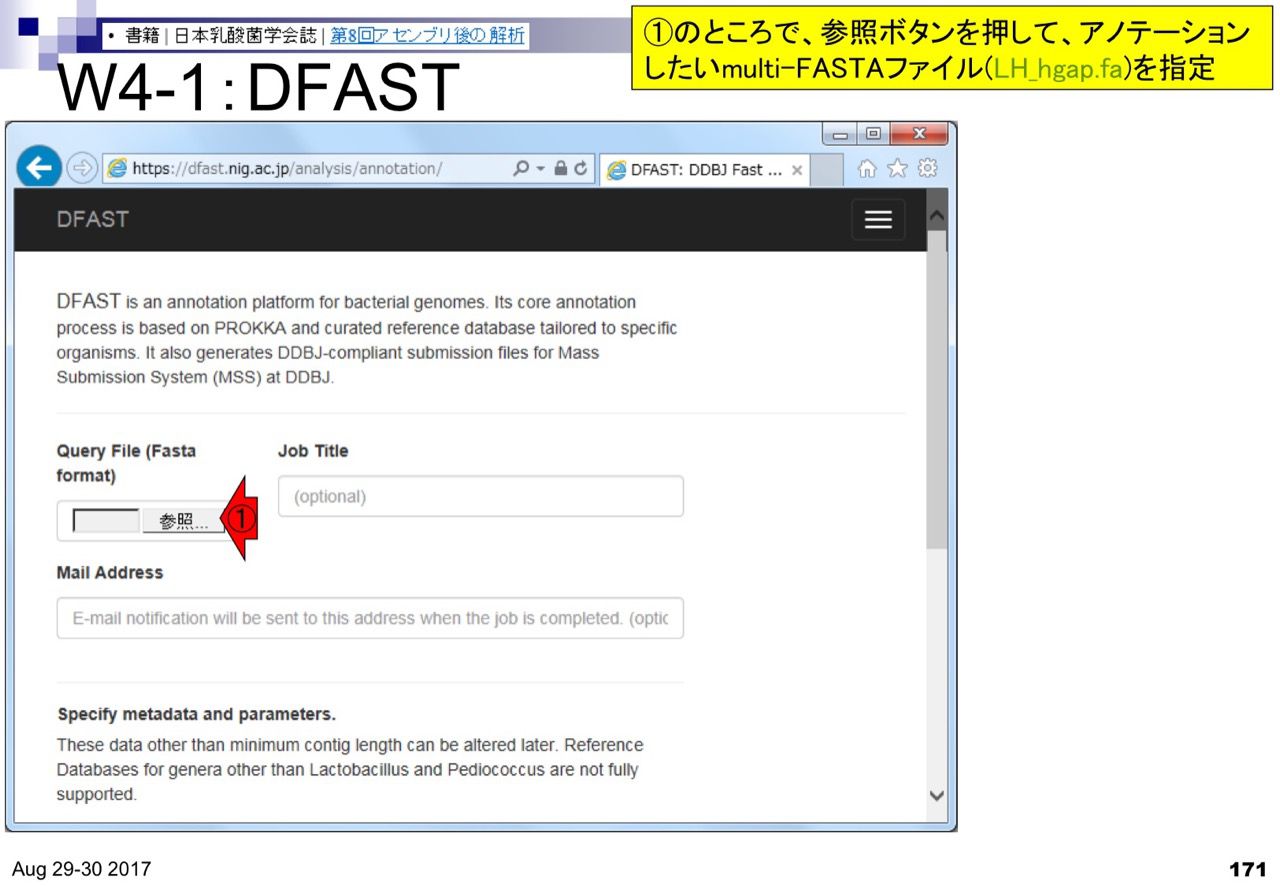 • 書籍 | 日本乳酸菌学会誌 | 第8回アセンブリ後の解析
①のところで、参照ボタンを押して、アノテーション
したいmulti-FASTAファイル(LH_hgap.fa)を指定
W4-1:DFAST
https://dfast.nig.ac.jp/analysis/annotation/
DFAST: DDBJ Fast ...
DFAST
DFAST is an annotation platform for bacterial genomes. Its core annotation
process is based on PROKKA and curated reference database tailored to specific
organisms. It also generates DDBJ-compliant submission files for Mass
Submission System (MSS) at DDBJ.
Query File (Fasta
format)
Job Title
(optional)
参照...
①
Mail Address
E-mail notification will be sent to this address when the job is completed. (optic
Specify metadata and parameters.
These data other than minimum contig length can be altered later. Reference
Databases for genera other than Lactobacillus and Pediococcus are not fully
supported.
Aug 29-30 2017
171